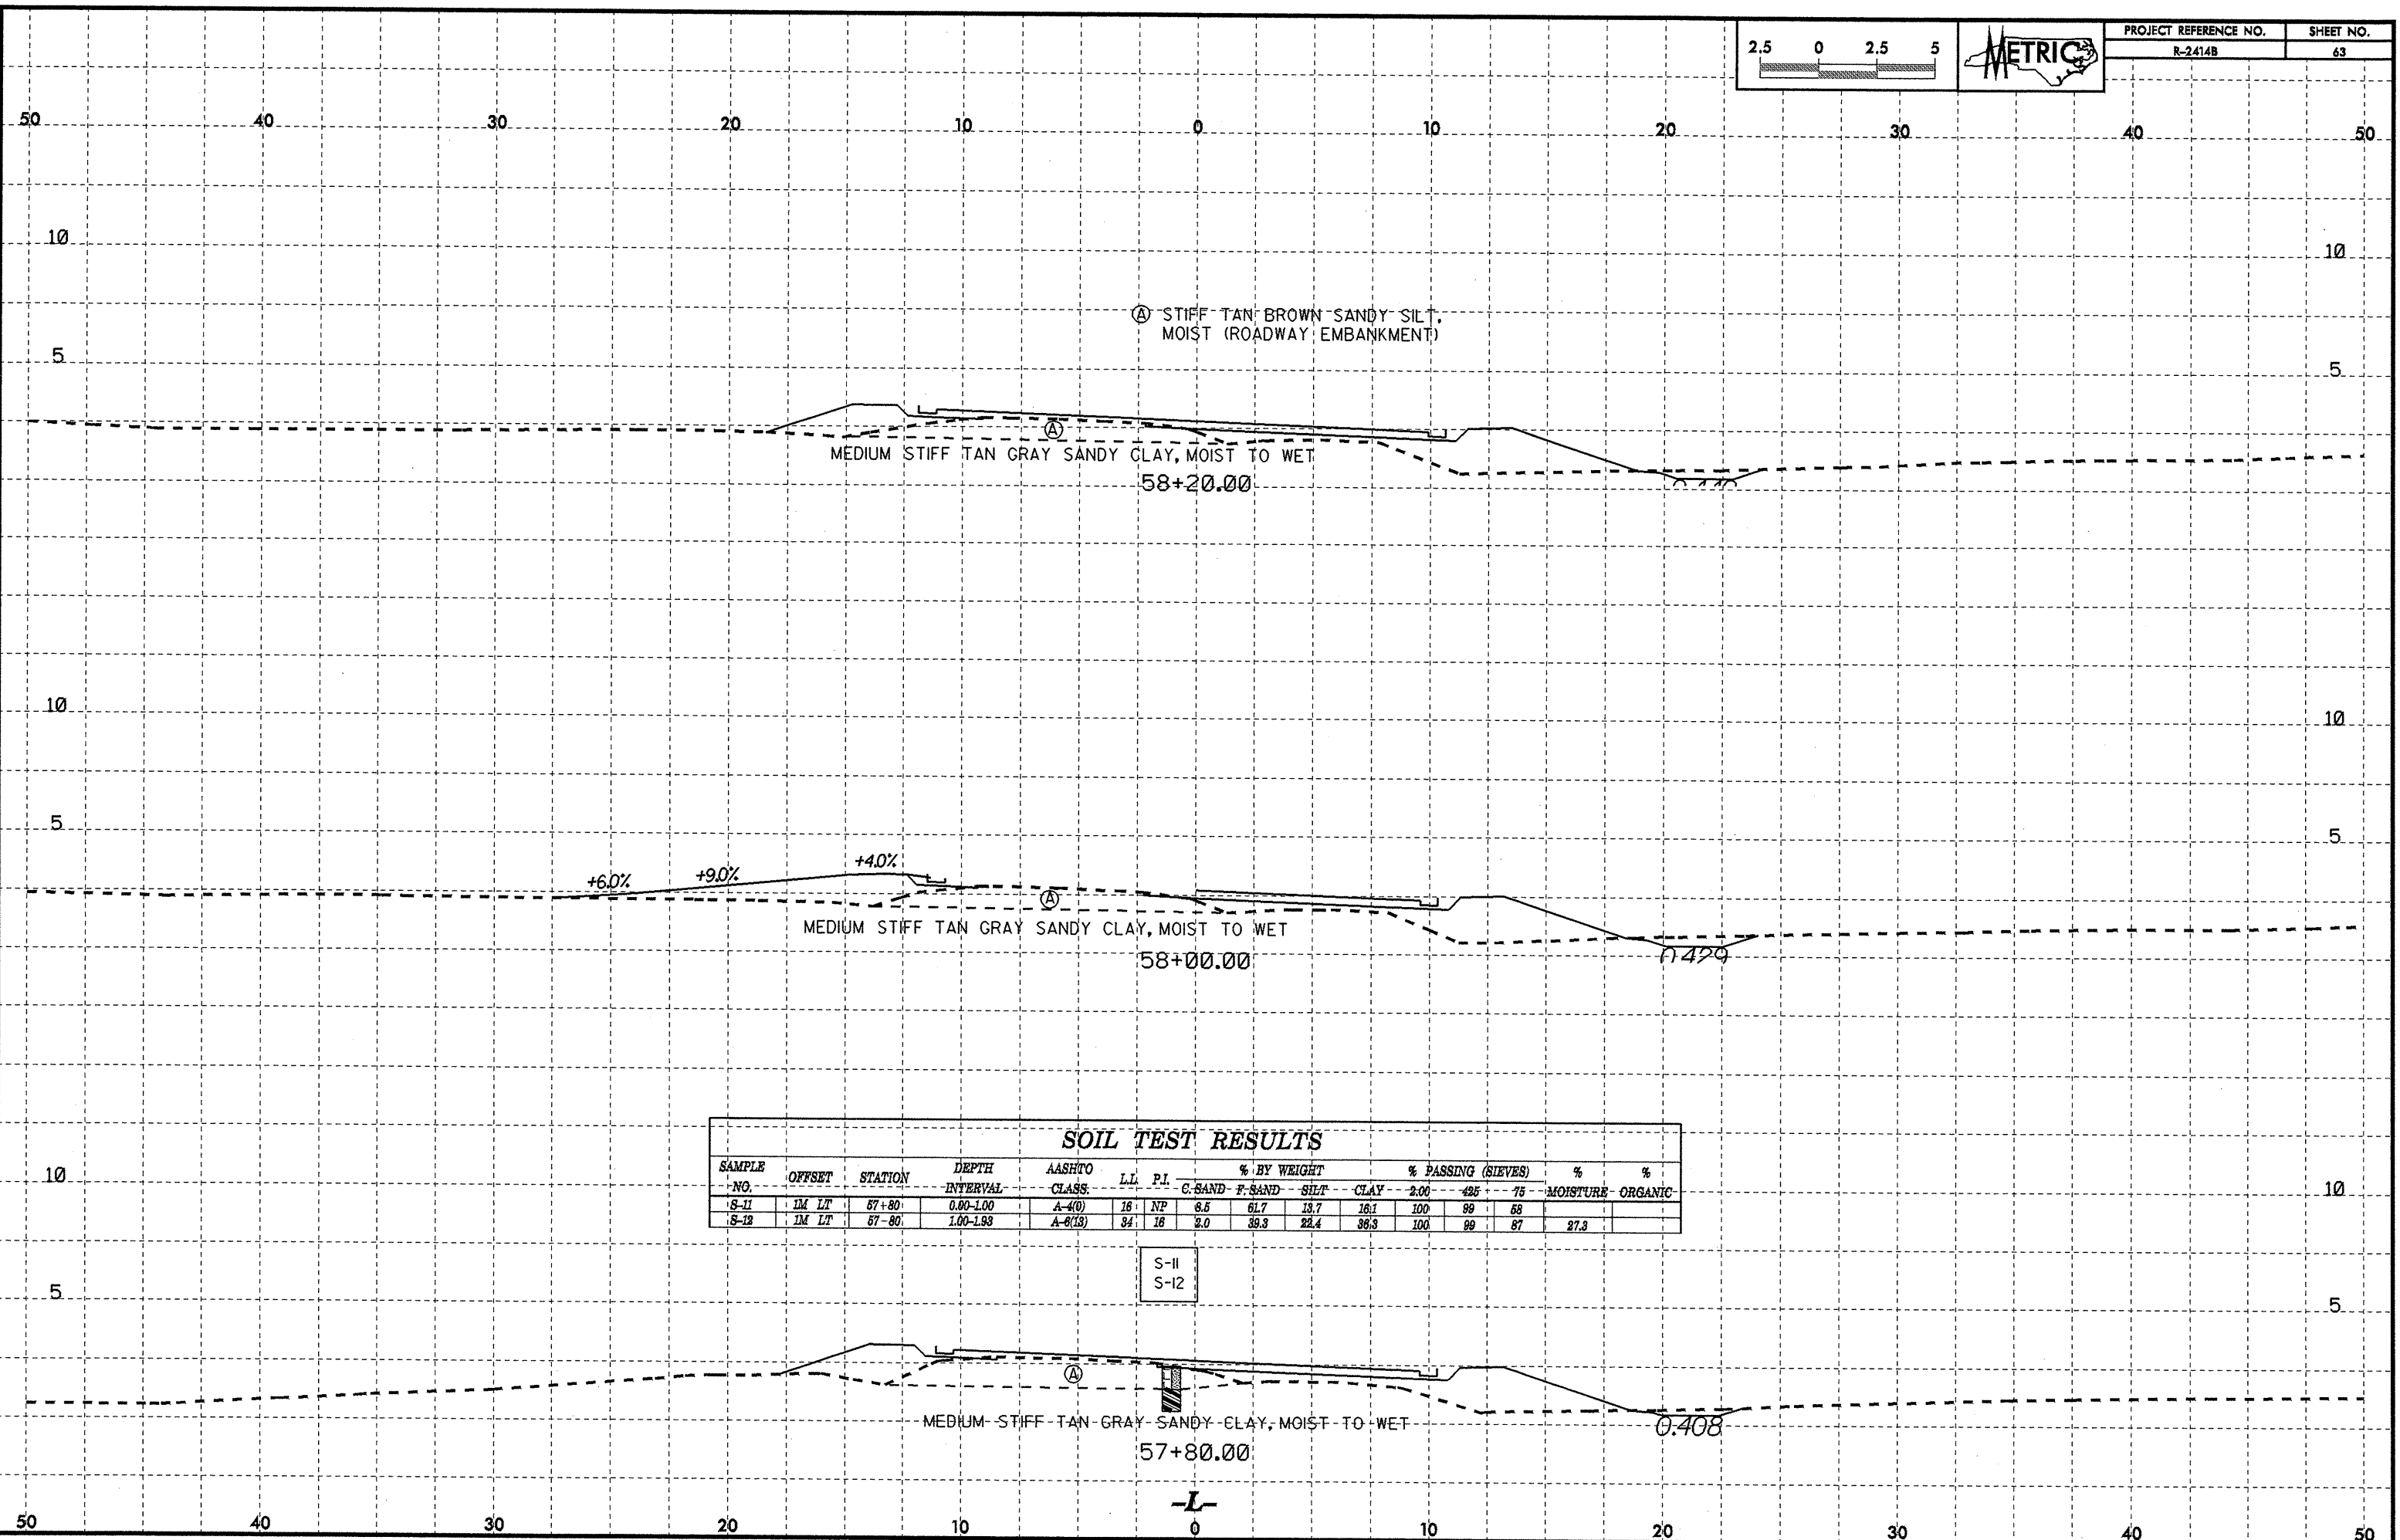 2.5 0 2.5 5
METRIC
PROJECT REFERENCE NO. SHEET NO.
R-2414B 63
50 40 30 20 10 0 10 20 30 40 50
10 10
Ⓐ STIFF TAN BROWN SANDY SILT,
MOIST (ROADWAY EMBANKMENT)
5 5
Ⓐ
MEDIUM STIFF TAN GRAY SANDY CLAY, MOIST TO WET
58+20.00
10 10
5 5
+6.0% +9.0% +4.0%
Ⓐ
MEDIUM STIFF TAN GRAY SANDY CLAY, MOIST TO WET
0.429
58+00.00
SOIL TEST RESULTS
SAMPLE NO. OFFSET STATION DEPTH INTERVAL AASHTO CLASS. L.L. P.I. % BY WEIGHT C. SAND F. SAND SILT CLAY % PASSING (SIEVES) 2.00 .425 75 % MOISTURE % ORGANIC
S-11 1M LT 57+80 0.00-1.00 A-4(0) 16 NP 8.5 61.7 13.7 16.1 100 99 58
S-12 1M LT 57+80 1.00-1.93 A-6(13) 34 16 2.0 39.3 22.4 36.3 100 99 87 27.3
10 10
S-11
S-12
5 5
Ⓐ
MEDIUM STIFF TAN GRAY SANDY CLAY, MOIST TO WET
0.408
57+80.00
-L-
50 40 30 20 10 0 10 20 30 40 50